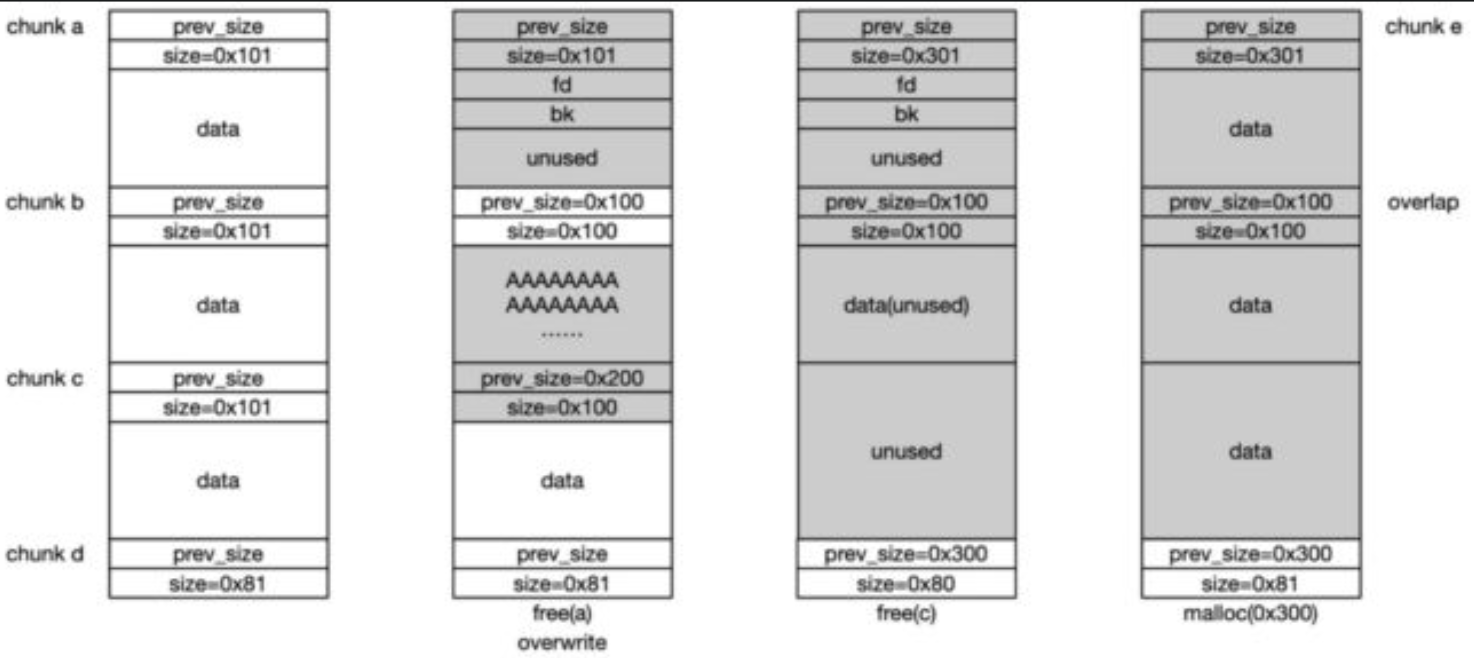 chunk a
prev_size
size=0x101
data
chunk b
prev_size
size=0x101
data
chunk c
prev_size
size=0x101
data
chunk d
prev_size
size=0x81
prev_size
size=0x101
fd
bk
unused
prev_size=0x100
size=0x100
AAAAAAAA
AAAAAAAA
......
prev_size=0x200
size=0x100
data
prev_size
size=0x81
free(a)
overwrite
prev_size
size=0x301
fd
bk
unused
prev_size=0x100
size=0x100
data(unused)
unused
prev_size=0x300
size=0x80
free(c)
prev_size
size=0x301
data
prev_size=0x100
size=0x100
data
data
prev_size=0x300
size=0x81
malloc(0x300)
chunk e
overlap